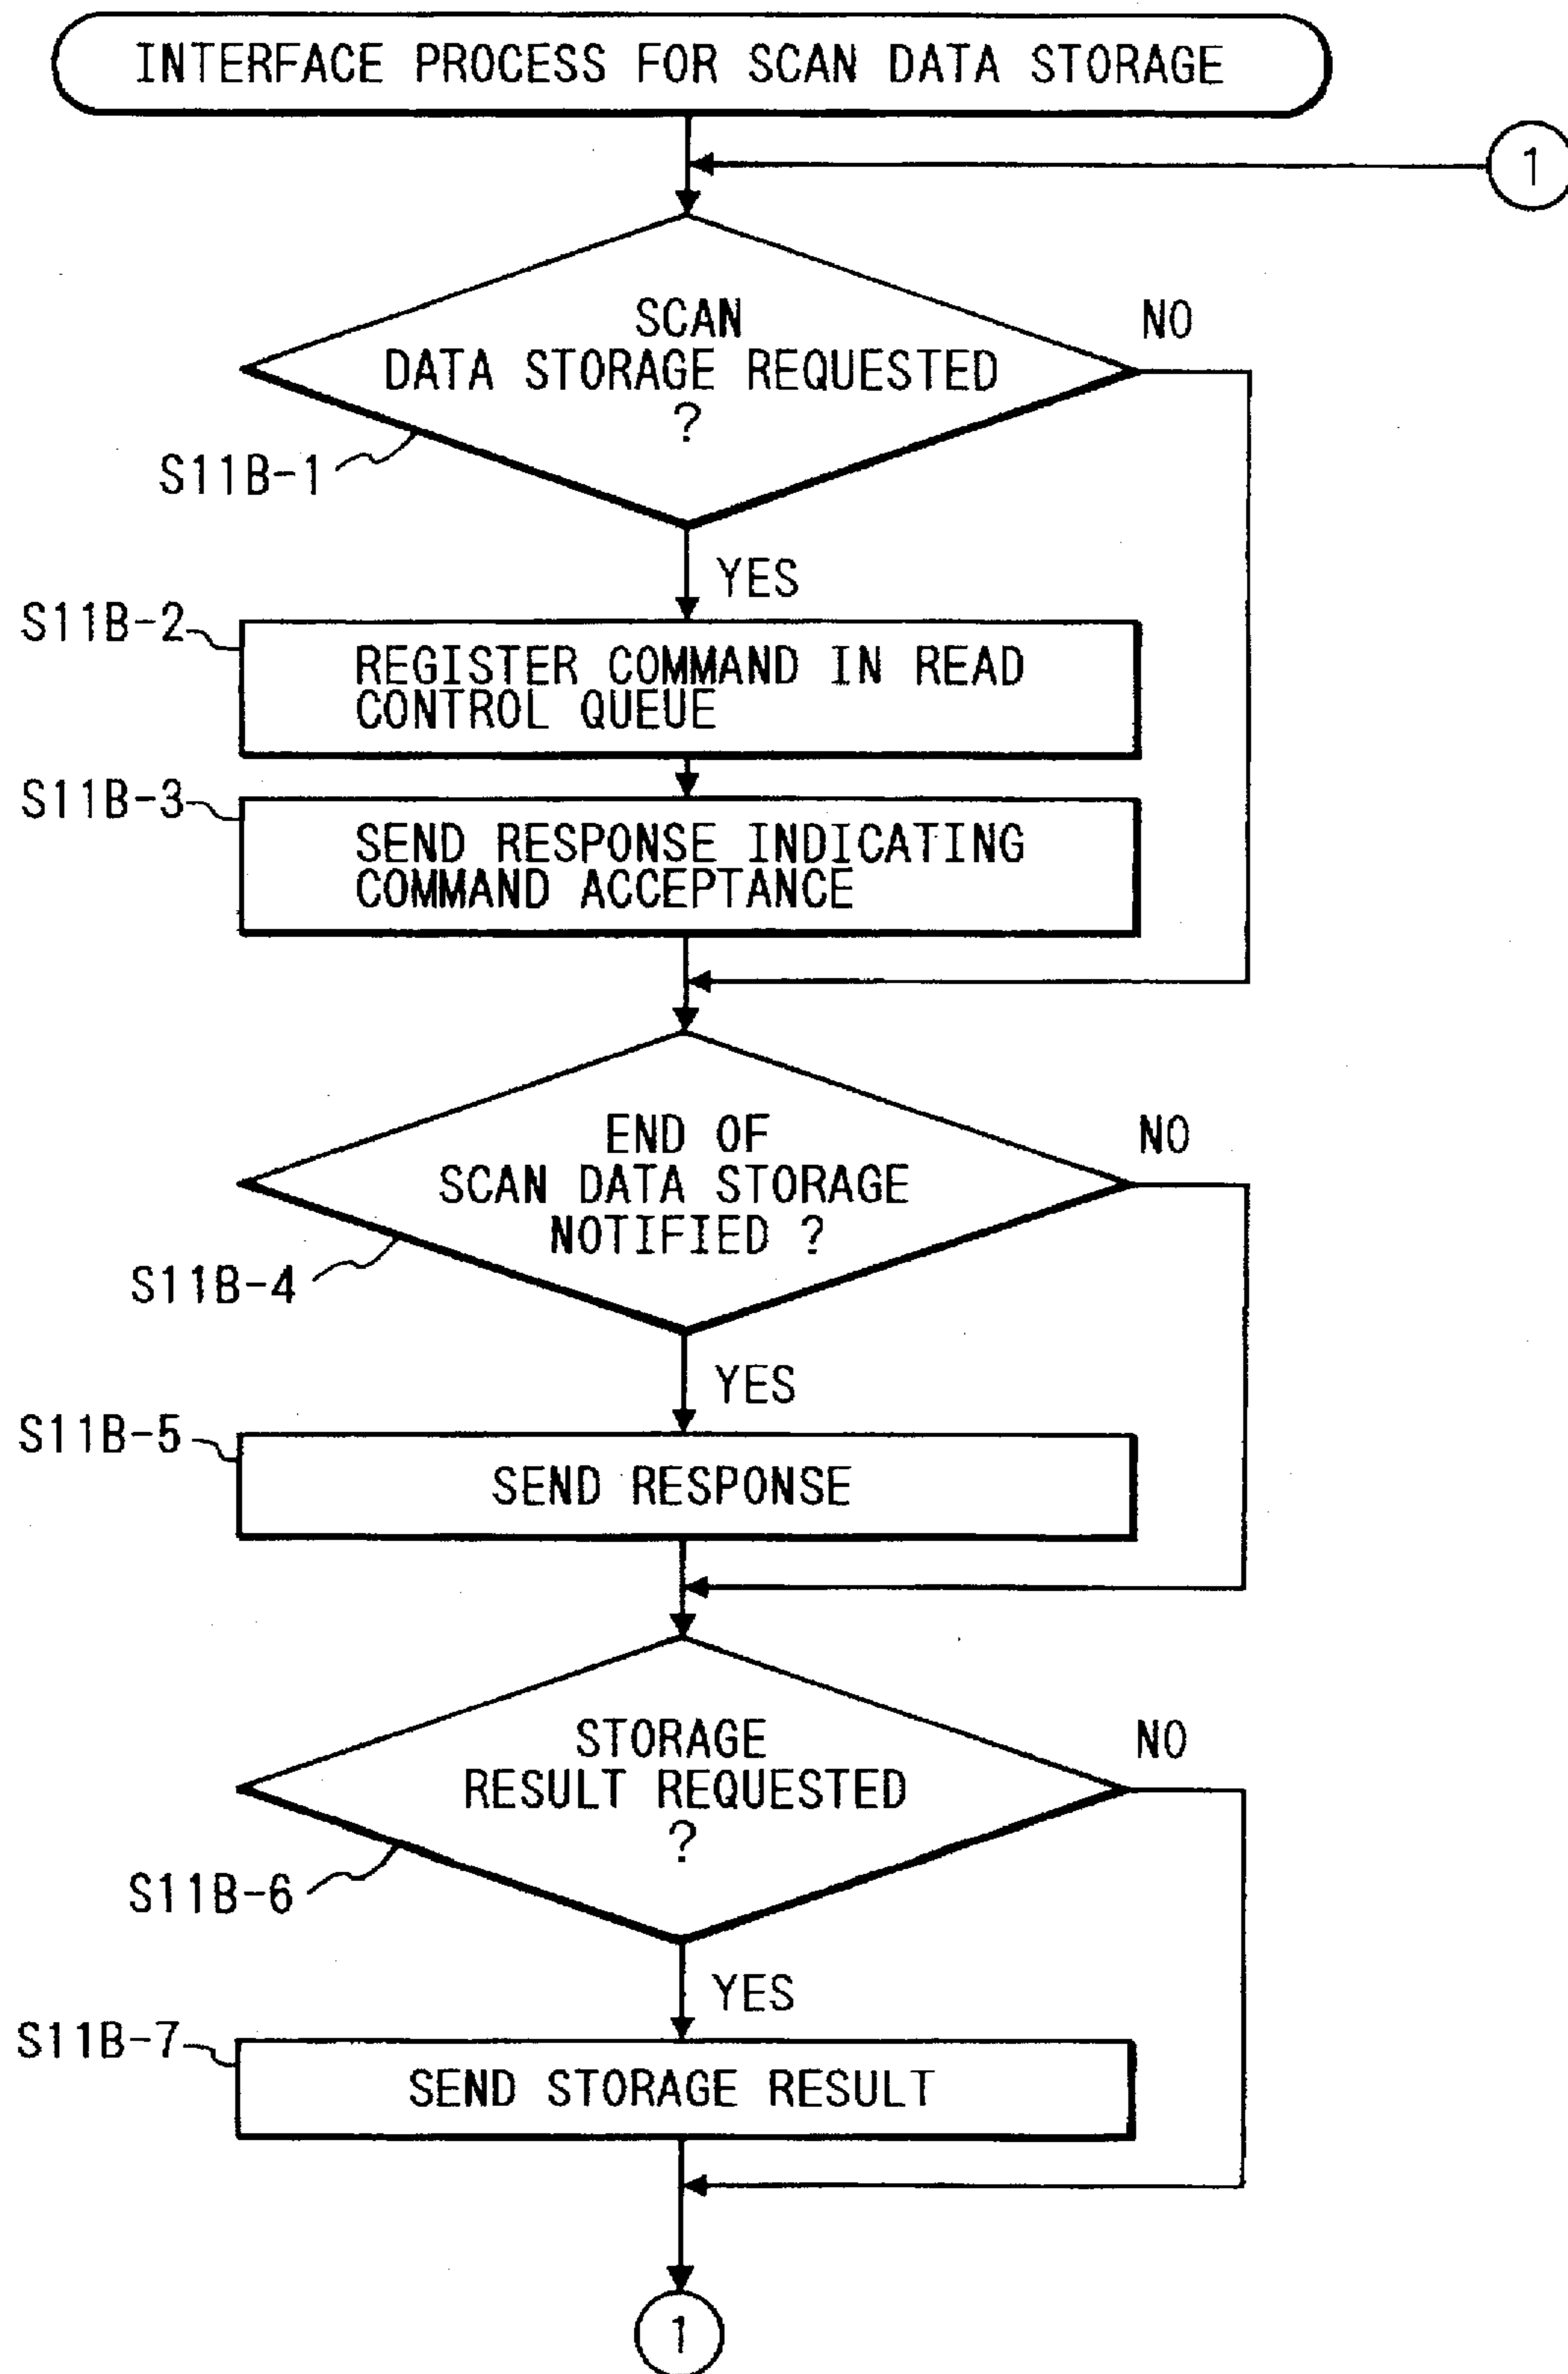 INTERFACE PROCESS FOR SCAN DATA STORAGE
1
SCAN
DATA STORAGE REQUESTED
?
NO
S11B-1
YES
S11B-2
REGISTER COMMAND IN READ
CONTROL QUEUE
S11B-3
SEND RESPONSE INDICATING
COMMAND ACCEPTANCE
END OF
SCAN DATA STORAGE
NOTIFIED ?
NO
S11B-4
YES
S11B-5
SEND RESPONSE
STORAGE
RESULT REQUESTED
?
NO
S11B-6
YES
S11B-7
SEND STORAGE RESULT
1